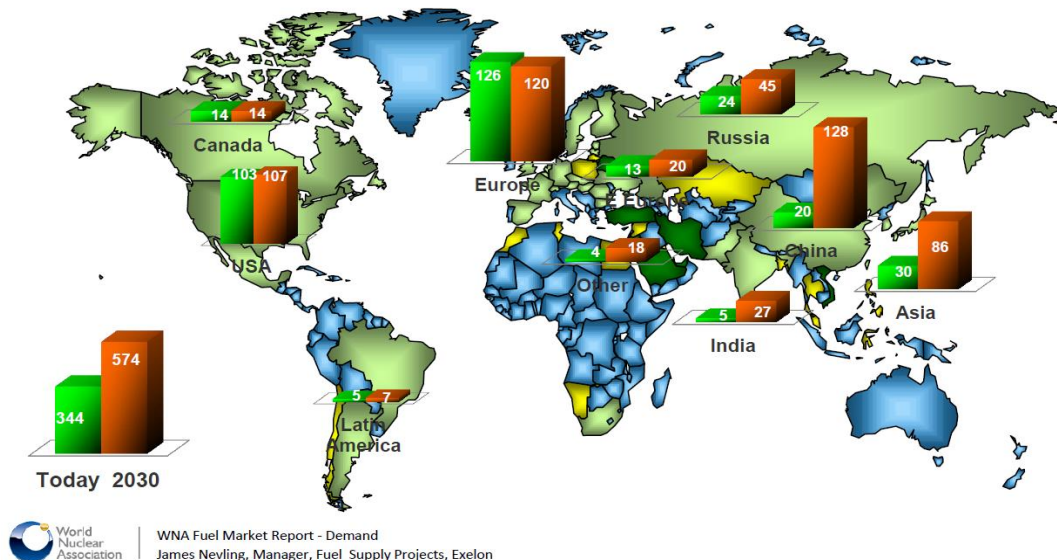 126
120
45
24
14
14
Russia
Canada
128
13
20
103
107
Europe
E Europe
20
86
China
4
18
30
USA
Other
5
27
Asia
India
574
344
5
7
Latin
America
Today 2030
World
Nuclear
Association
WNA Fuel Market Report - Demand
James Nevling, Manager, Fuel Supply Projects, Exelon